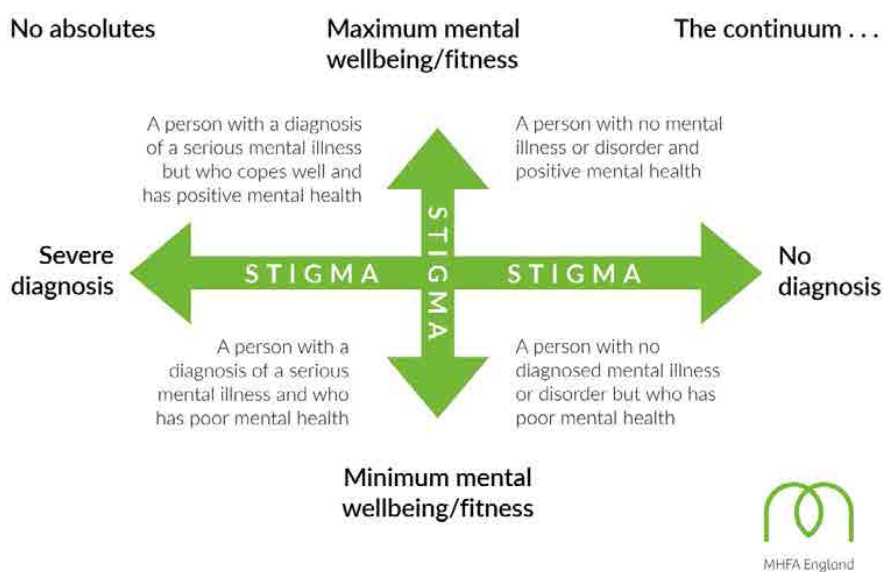 No absolutes
Maximum mental
wellbeing/fitness
The continuum . . .
A person with a diagnosis
of a serious mental illness
but who copes well and
has positive mental health
A person with no mental
illness or disorder and
positive mental health
Severe
diagnosis
STIGMA
STIGMA
STIGMA
No
diagnosis
A person with a
diagnosis of a serious
mental illness and who
has poor mental health
A person with no
diagnosed mental illness
or disorder but who has
poor mental health
Minimum mental
wellbeing/fitness
MHFA England